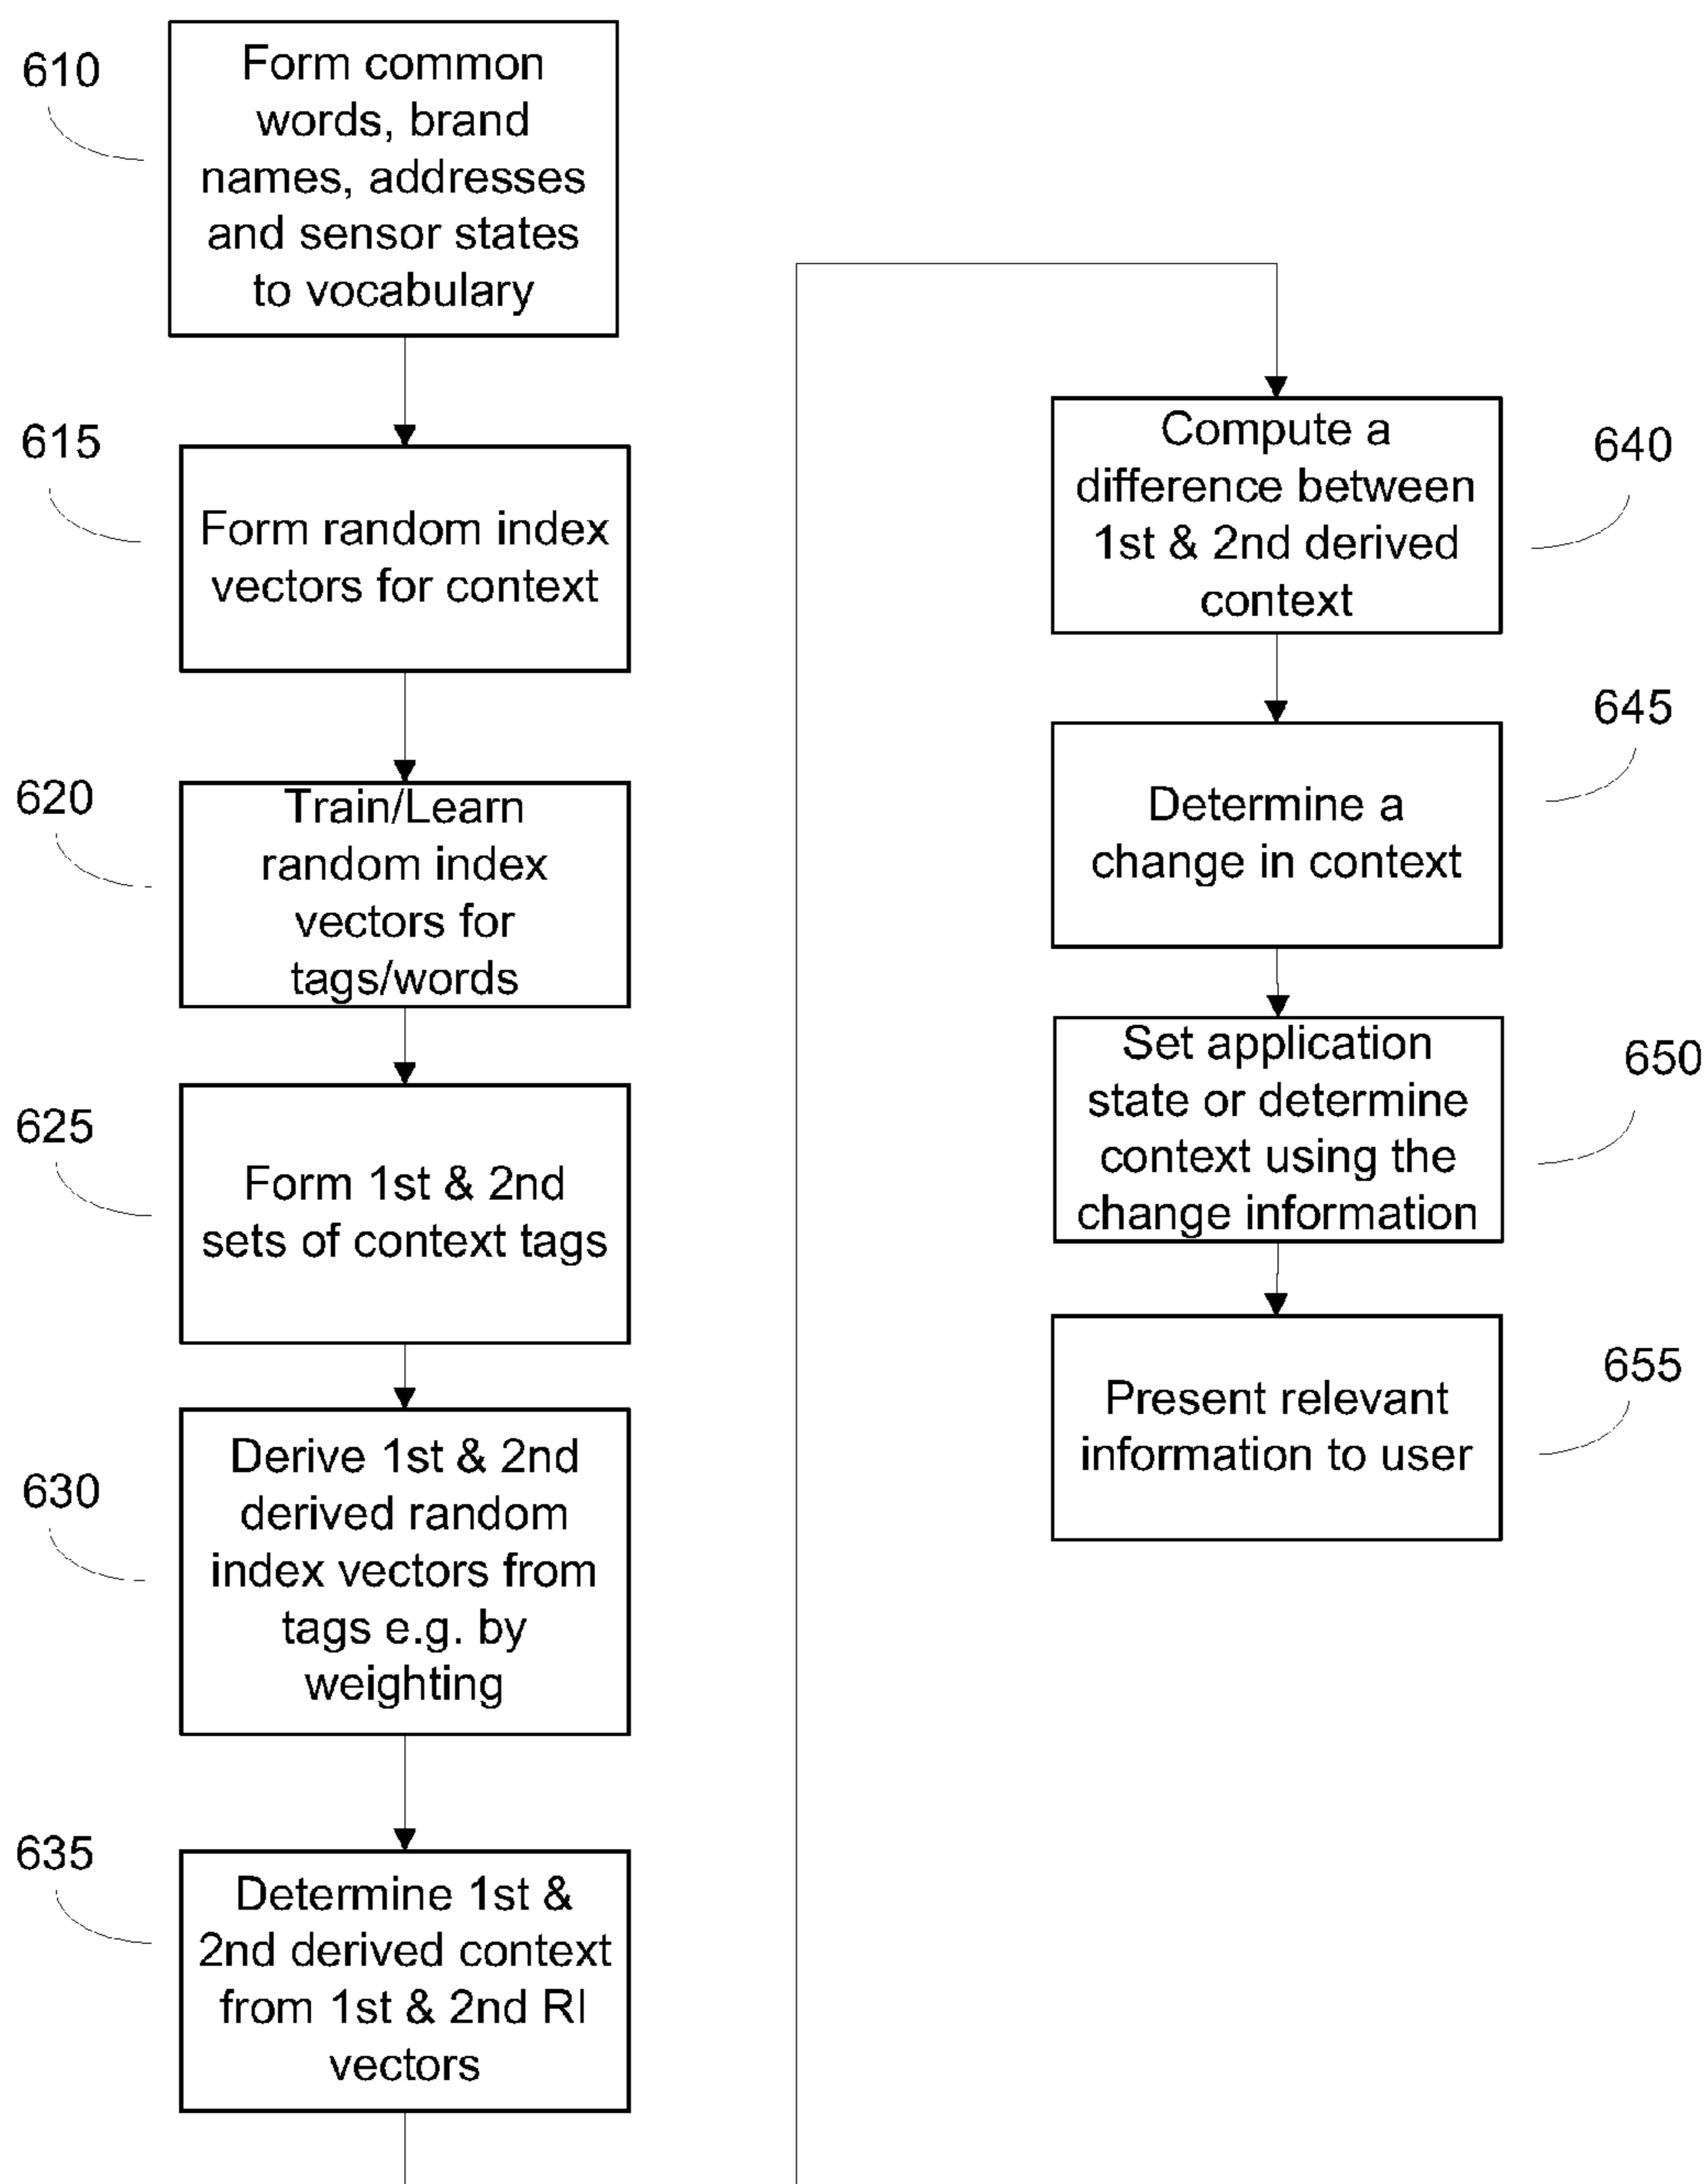 610
Form common
words, brand
names, addresses
and sensor states
to vocabulary
615
Form random index
vectors for context
620
Train/Learn
random index
vectors for
tags/words
625
Form 1st & 2nd
sets of context tags
630
Derive 1st & 2nd
derived random
index vectors from
tags e.g. by
weighting
635
Determine 1st &
2nd derived context
from 1st & 2nd RI
vectors
Compute a
difference between
1st & 2nd derived
context
640
Determine a
change in context
645
Set application
state or determine
context using the
change information
650
Present relevant
information to user
655